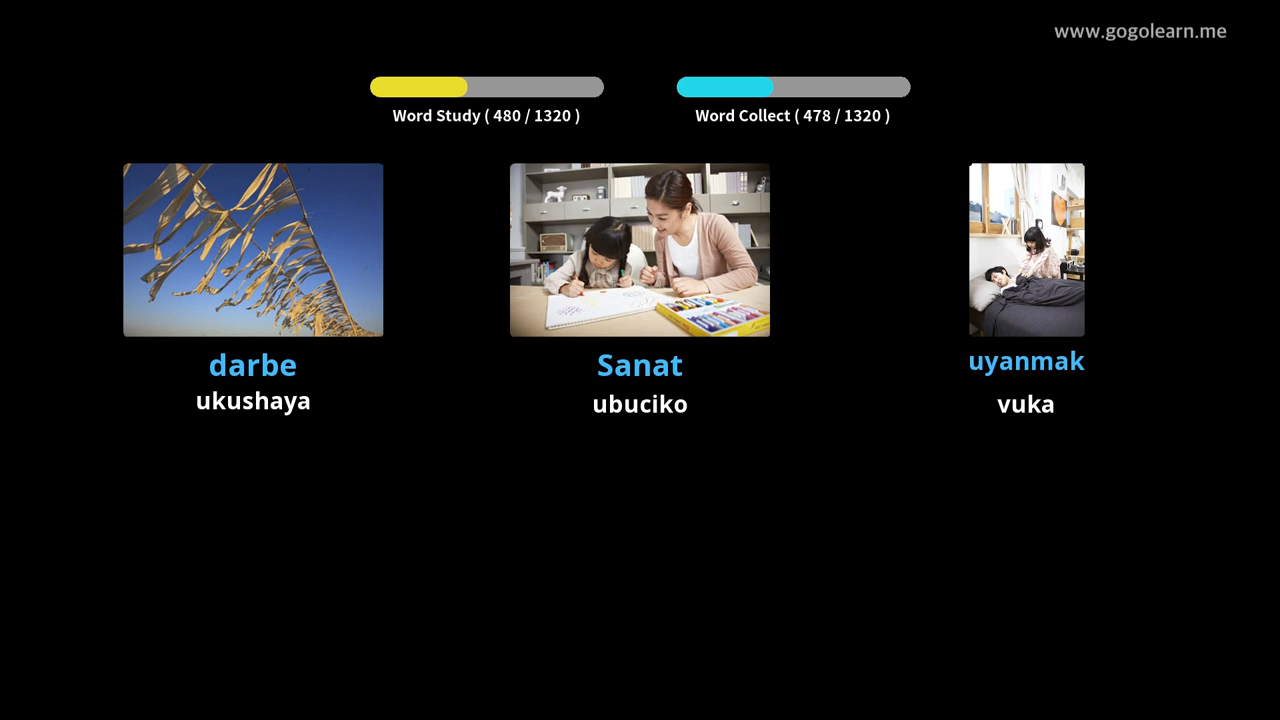 www.gogolearn.me
Word Study ( 480 / 1320 )
Word Collect ( 478 / 1320 )
darbe
ukushaya
Sanat
ubuciko
uyanmak
vuka